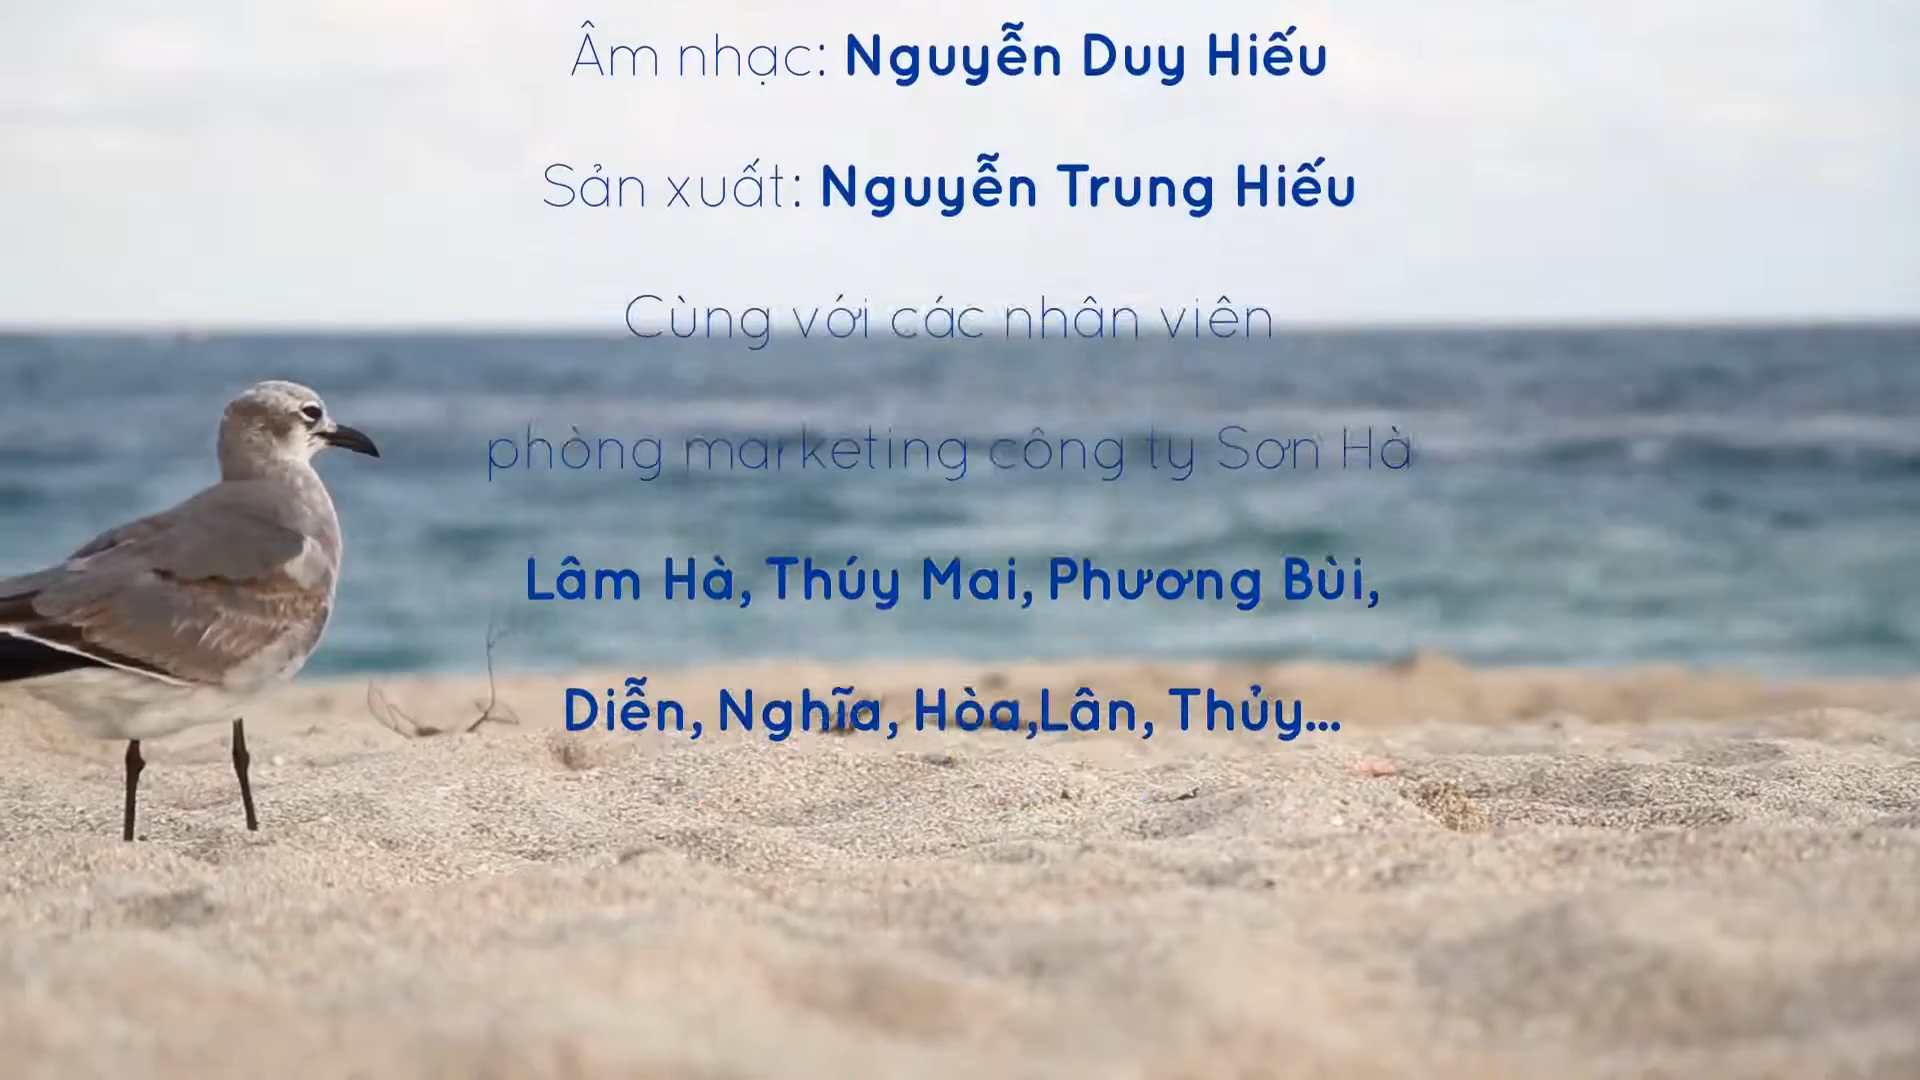 Âm nhạc: Nguyễn Duy Hiếu
Sản xuất: Nguyễn Trung Hiếu
Cùng với các nhân viên
phòng marketing công ty Sơn Hà
Lâm Hà, Thúy Mai, Phương Bùi,
Diễn, Nghĩa, Hòa,Lân, Thủy...